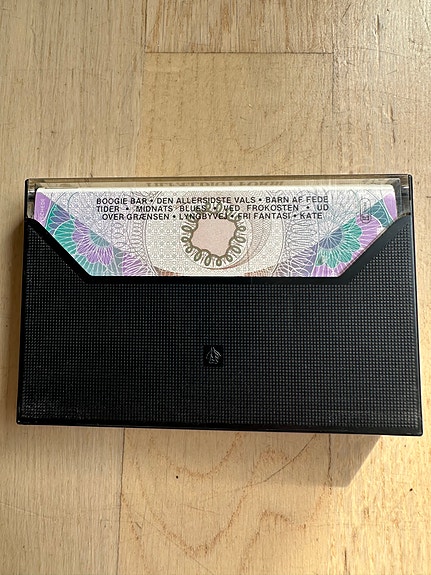 BOOGIE BAR • DEN ALLERSIDSTE VALS • BARN AF FEDE
TIDER • MIDNATS BLUES • VED FROKOSTEN • UD
OVER GRÆNSEN • LYNGBYVEJ • FRI FANTASI • KATE